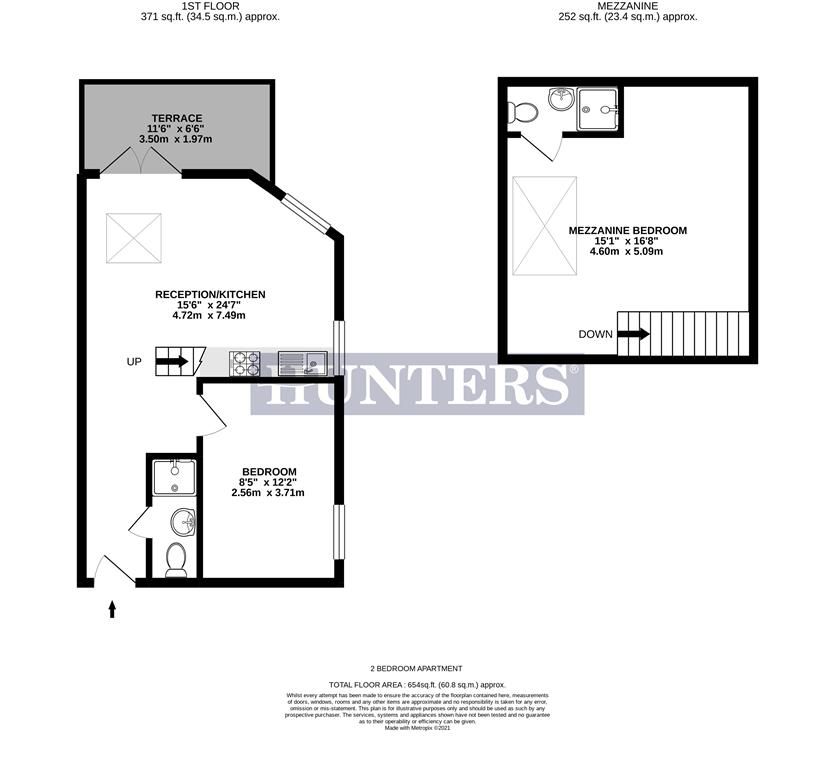 1ST FLOOR
371 sq.ft. (34.5 sq.m.) approx.
MEZZANINE
252 sq.ft. (23.4 sq.m.) approx.
TERRACE
11'6" x 6'6"
3.50m x 1.97m
MEZZANINE BEDROOM
15'1" x 16'8"
4.60m x 5.09m
RECEPTION/KITCHEN
15'6" x 24'7"
4.72m x 7.49m
DOWN
UP
HUNTERS®
BEDROOM
8'5" x 12'2"
2.56m x 3.71m
2 BEDROOM APARTMENT
TOTAL FLOOR AREA : 654sq.ft. (60.8 sq.m.) approx.
Whilst every attempt has been made to ensure the accuracy of the floorplan contained here, measurements
of doors, windows, rooms and any other items are approximate and no responsibility is taken for any error,
omission or mis-statement. This plan is for illustrative purposes only and should be used as such by any
prospective purchaser. The services, systems and appliances shown have not been tested and no guarantee
as to their operability or efficiency can be given.
Made with Metropix ©2021